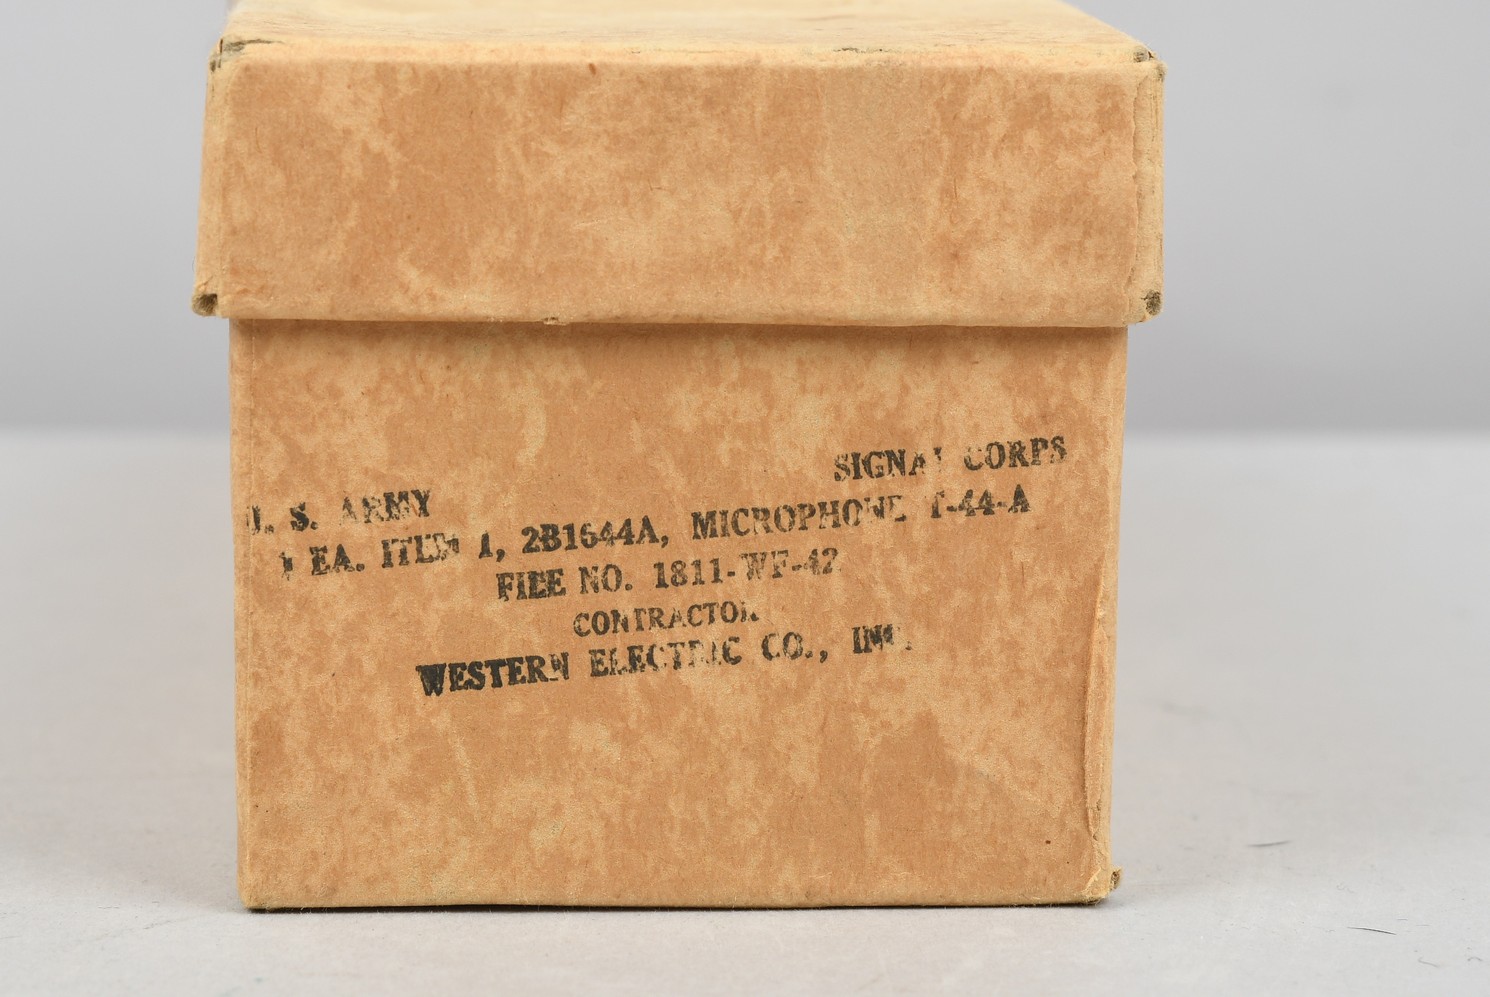 U. S. ARMY SIGNAL CORPS
1 EA. ITEM 1, 2B1644A, MICROPHONE T-44-A
FILE NO. 1811-WF-42
CONTRACTOR
WESTERN ELECTRIC CO., INC.